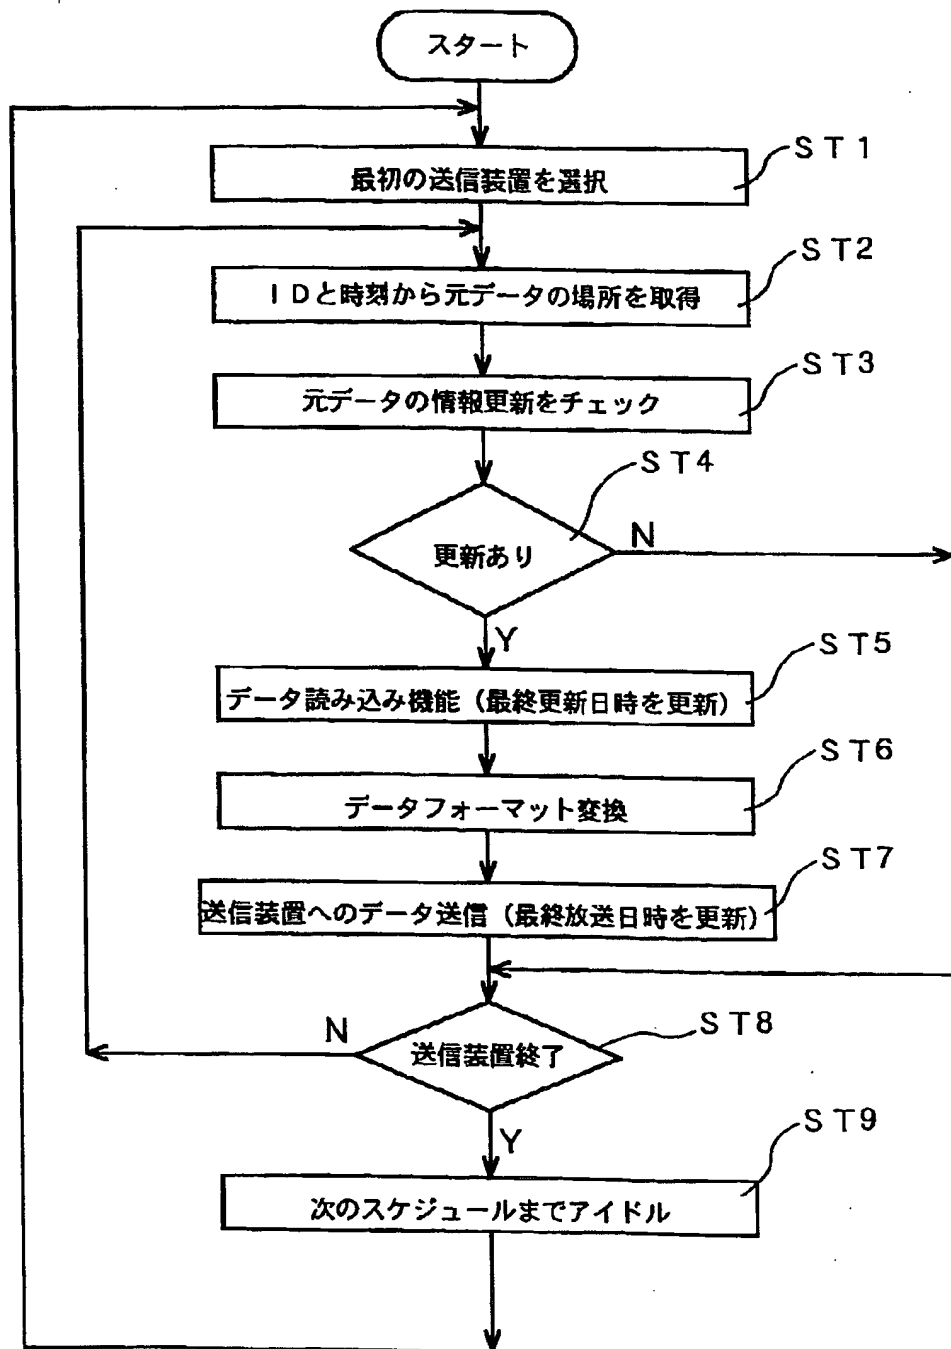 スタート
ST1
最初の送信装置を選択
ST2
IDと時刻から元データの場所を取得
ST3
元データの情報更新をチェック
ST4
更新あり
N
Y
ST5
データ読み込み機能(最終更新日時を更新)
ST6
データフォーマット変換
ST7
送信装置へのデータ送信(最終放送日時を更新)
ST8
N
送信装置終了
Y
ST9
次のスケジュールまでアイドル